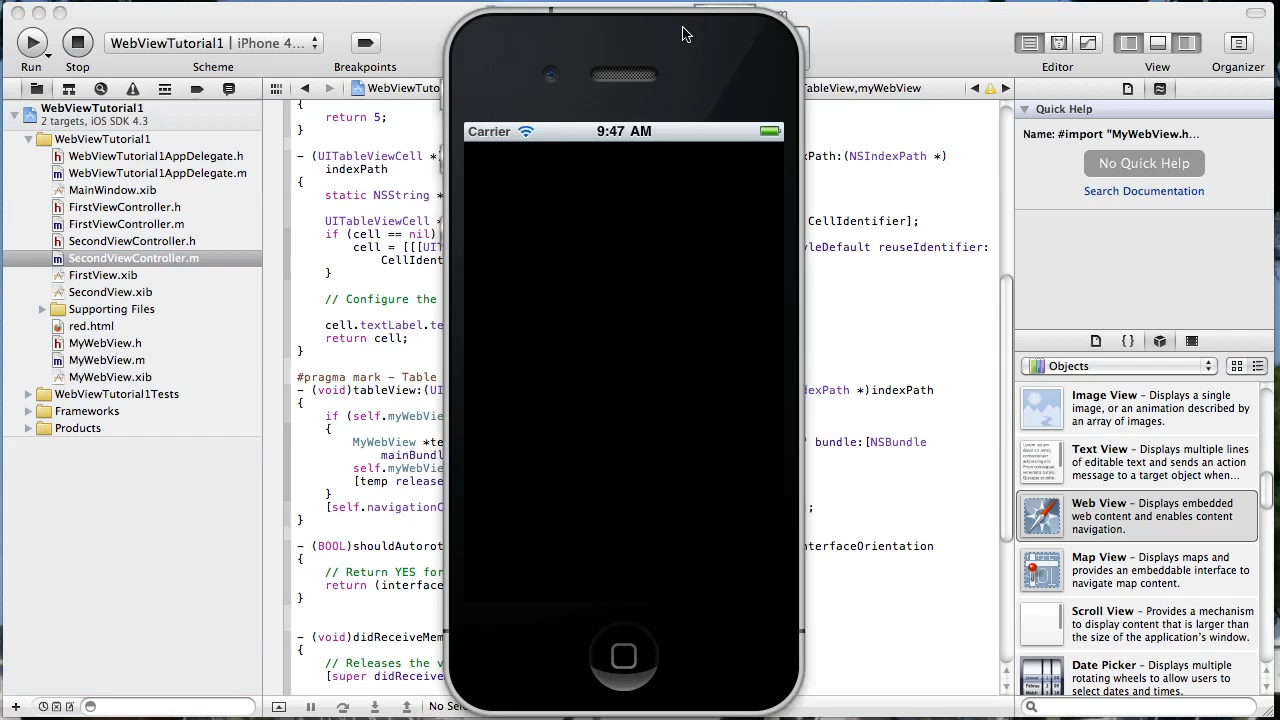 WebViewTutorial1 | iPhone 4...
Run
Stop
Scheme
Breakpoints
Editor
View
Organizer
WebViewTutorial1
2 targets, iOS SDK 4.3
WebViewTutorial1
WebViewTutorial1AppDelegate.h
WebViewTutorial1AppDelegate.m
MainWindow.xib
FirstViewController.h
FirstViewController.m
SecondViewController.h
SecondViewController.m
FirstView.xib
SecondView.xib
Supporting Files
red.html
MyWebView.h
MyWebView.m
MyWebView.xib
WebViewTutorial1Tests
Frameworks
Products
WebViewTuto
ableView,myWebView
return 5;
}
- (UITableViewCell *) Path:(NSIndexPath *)
indexPath
{
static NSString *
UITableViewCell * CellIdentifier];
if (cell == nil)
cell = [[[UIT yleDefault reuseIdentifier:
CellIdent
}
// Configure the
cell.textLabel.te
return cell;
}
#pragma mark - Table
- (void)tableView:(UI xPath *)indexPath
{
if (self.myWebVie
{
MyWebView *te " bundle:[NSBundle
mainBundl
self.myWebVie
[temp release
}
[self.navigationC ;
}
- (BOOL)shouldAutorot nterfaceOrientation
{
// Return YES for
return (interface
}
- (void)didReceiveMem
{
// Releases the v
[super didReceive
No Sel
Carrier
9:47 AM
Quick Help
Name: #import "MyWebView.h...
No Quick Help
Search Documentation
Objects
Image View - Displays a single
image, or an animation described by
an array of images.
Text View - Displays multiple lines
of editable text and sends an action
message to a target object when...
Web View - Displays embedded
web content and enables content
navigation.
Map View - Displays maps and
provides an embeddable interface to
navigate map content.
Scroll View - Provides a mechanism
to display content that is larger than
the size of the application's window.
Date Picker - Displays multiple
rotating wheels to allow users to
select dates and times.